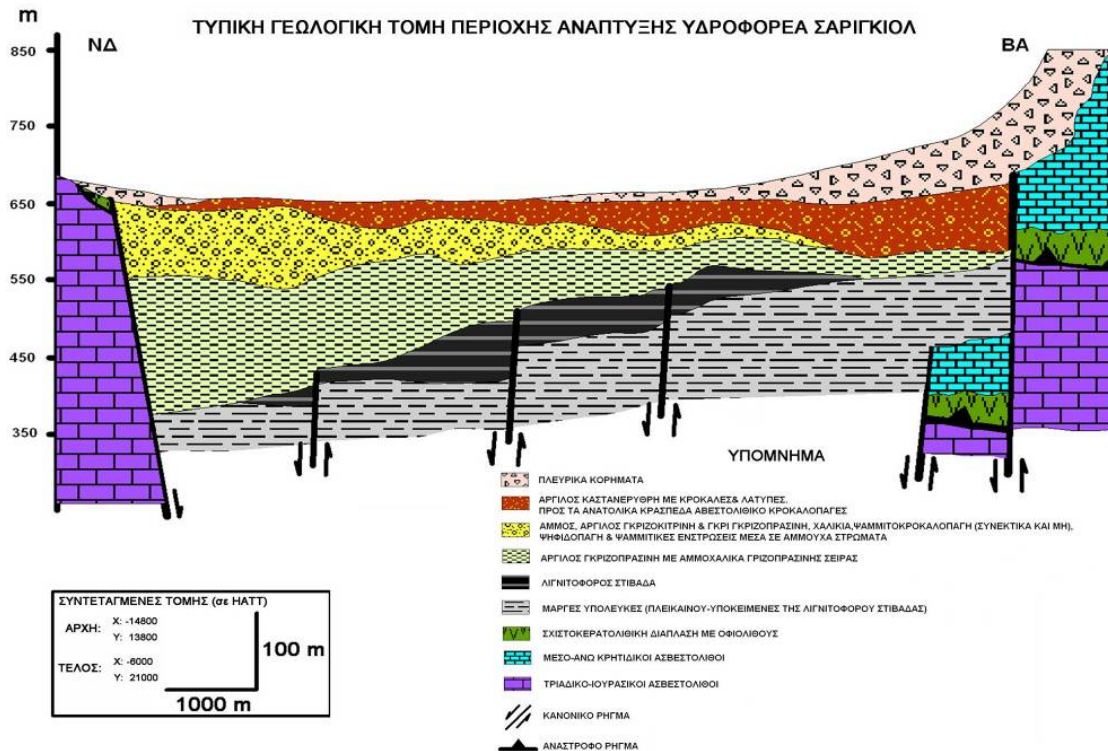 m
ΤΥΠΙΚΗ ΓΕΩΛΟΓΙΚΗ ΤΟΜΗ ΠΕΡΙΟΧΗΣ ΑΝΑΠΤΥΞΗΣ ΥΔΡΟΦΟΡΕΑ ΣΑΡΙΓΚΙΟΛ
ΝΔ
ΒΑ
850
750
650
550
450
350
ΥΠΟΜΝΗΜΑ
ΠΛΕΥΡΙΚΑ ΚΟΡΗΜΑΤΑ
ΑΡΓΙΛΟΣ ΚΑΣΤΑΝΕΡΥΘΡΗ ΜΕ ΚΡΟΚΑΛΕΣ& ΛΑΤΥΠΕΣ,
ΠΡΟΣ ΤΑ ΑΝΑΤΟΛΙΚΑ ΚΡΑΣΠΕΔΑ ΑΒΕΣΤΟΛΙΘΙΚΟ ΚΡΟΚΑΛΟΠΑΓΕΣ
ΑΜΜΟΣ, ΑΡΓΙΛΟΣ ΓΚΡΙΖΟΚΙΤΡΙΝΗ & ΓΚΡΙ ΓΚΡΙΖΟΠΡΑΣΙΝΗ, ΧΑΛΙΚΙΑ,ΨΑΜΜΙΤΟΚΡΟΚΑΛΟΠΑΓΗ (ΣΥΝΕΚΤΙΚΑ ΚΑΙ ΜΗ),
ΨΗΦΙΔΟΠΑΓΗ & ΨΑΜΜΙΤΙΚΕΣ ΕΝΣΤΡΩΣΕΙΣ ΜΕΣΑ ΣΕ ΑΜΜΟΥΧΑ ΣΤΡΩΜΑΤΑ
ΑΡΓΙΛΟΣ ΓΚΡΙΖΟΠΡΑΣΙΝΗ ΜΕ ΑΜΜΟΧΑΛΙΚΑ ΓΡΙΖΟΠΡΑΣΙΝΗΣ ΣΕΙΡΑΣ
ΛΙΓΝΙΤΟΦΟΡΟΣ ΣΤΙΒΑΔΑ
ΜΑΡΓΕΣ ΥΠΟΛΕΥΚΕΣ (ΠΛΕΙΚΑΙΝΟΥ-ΥΠΟΚΕΙΜΕΝΕΣ ΤΗΣ ΛΙΓΝΙΤΟΦΟΡΟΥ ΣΤΙΒΑΔΑΣ)
ΣΧΙΣΤΟΚΕΡΑΤΟΛΙΘΙΚΗ ΔΙΑΠΛΑΣΗ ΜΕ ΟΦΙΟΛΙΘΟΥΣ
ΜΕΣΟ-ΑΝΩ ΚΡΗΤΙΔΙΚΟΙ ΑΣΒΕΣΤΟΛΙΘΟΙ
ΤΡΙΑΔΙΚΟ-ΙΟΥΡΑΣΙΚΟΙ ΑΣΒΕΣΤΟΛΙΘΟΙ
ΚΑΝΟΝΙΚΟ ΡΗΓΜΑ
ΑΝΑΣΤΡΟΦΟ ΡΗΓΜΑ
ΣΥΝΤΕΤΑΓΜΕΝΕΣ ΤΟΜΗΣ (σε HATT)
ΑΡΧΗ: X: -14800
Y: 13800
ΤΕΛΟΣ: X: -6000
Y: 21000
100 m
1000 m